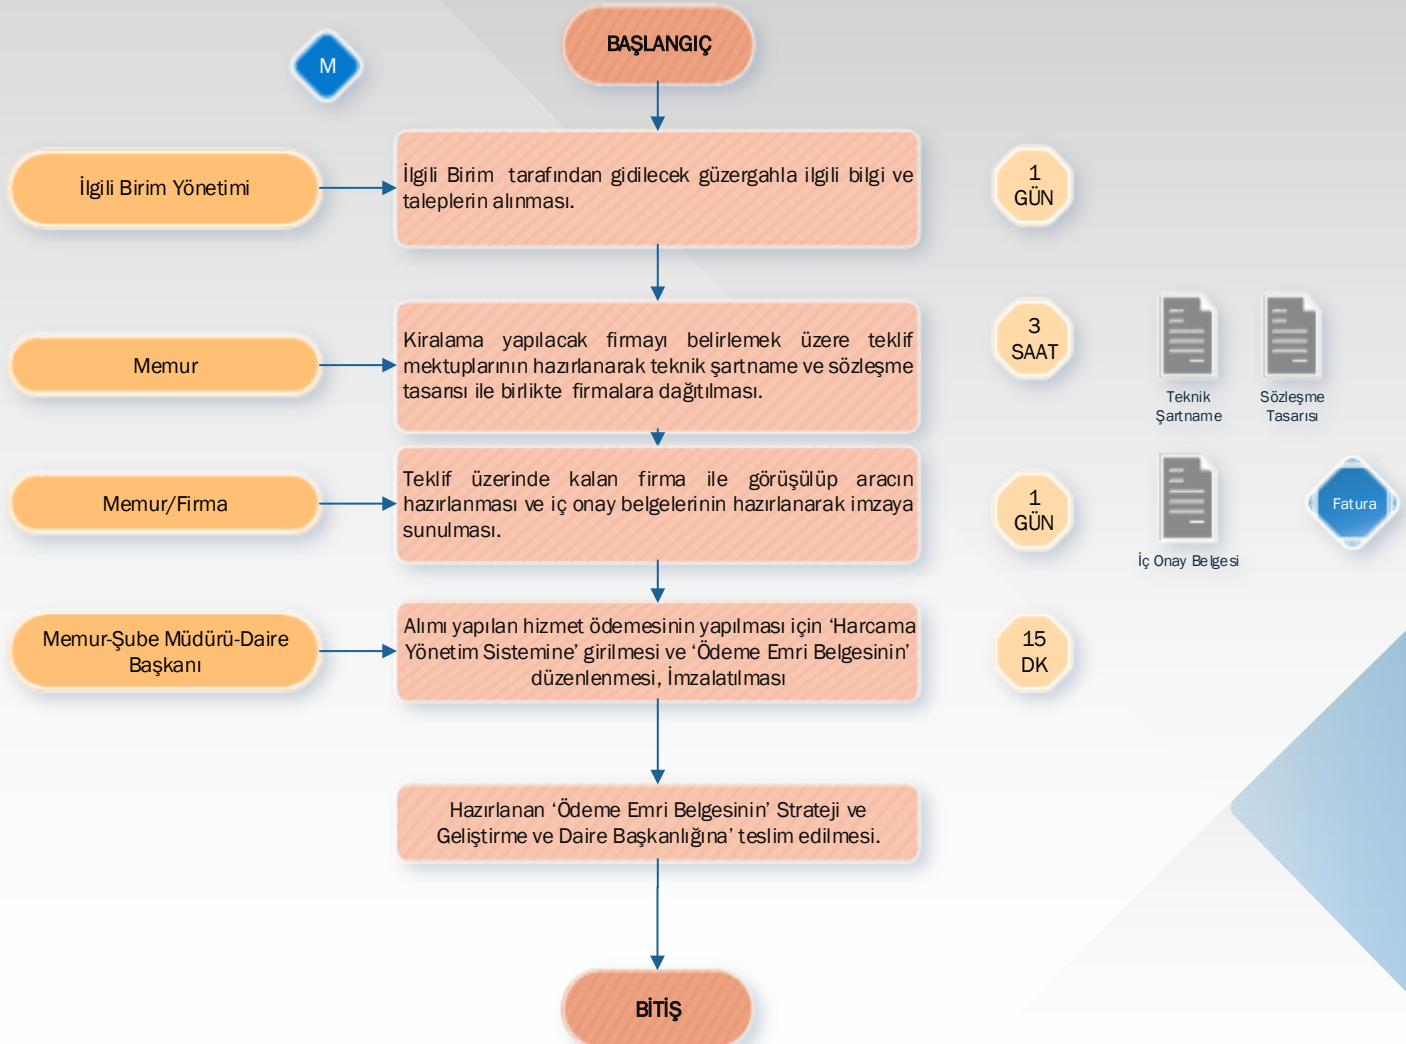 BAŞLANGIÇ
M
İlgili Birim Yönetimi
İlgili Birim tarafından gidilecek güzergahla ilgili bilgi ve
taleplerin alınması.
1
GÜN
Memur
Kiralama yapılacak firmayı belirlemek üzere teklif
mektuplarının hazırlanarak teknik şartname ve sözleşme
tasarısı ile birlikte firmalara dağıtılması.
3
SAAT
Teknik
Şartname
Sözleşme
Tasarısı
Memur/Firma
Teklif üzerinde kalan firma ile görüşülüp aracın
hazırlanması ve iç onay belgelerinin hazırlanarak imzaya
sunulması.
1
GÜN
İç Onay Belgesi
Fatura
Memur-Şube Müdürü-Daire
Başkanı
Alımı yapılan hizmet ödemesinin yapılması için ‘Harcama
Yönetim Sistemine’ girilmesi ve ‘Ödeme Emri Belgesinin’
düzenlenmesi, İmzalatılması
15
DK
Hazırlanan ‘Ödeme Emri Belgesinin’ Strateji ve
Geliştirme ve Daire Başkanlığına’ teslim edilmesi.
BİTİŞ